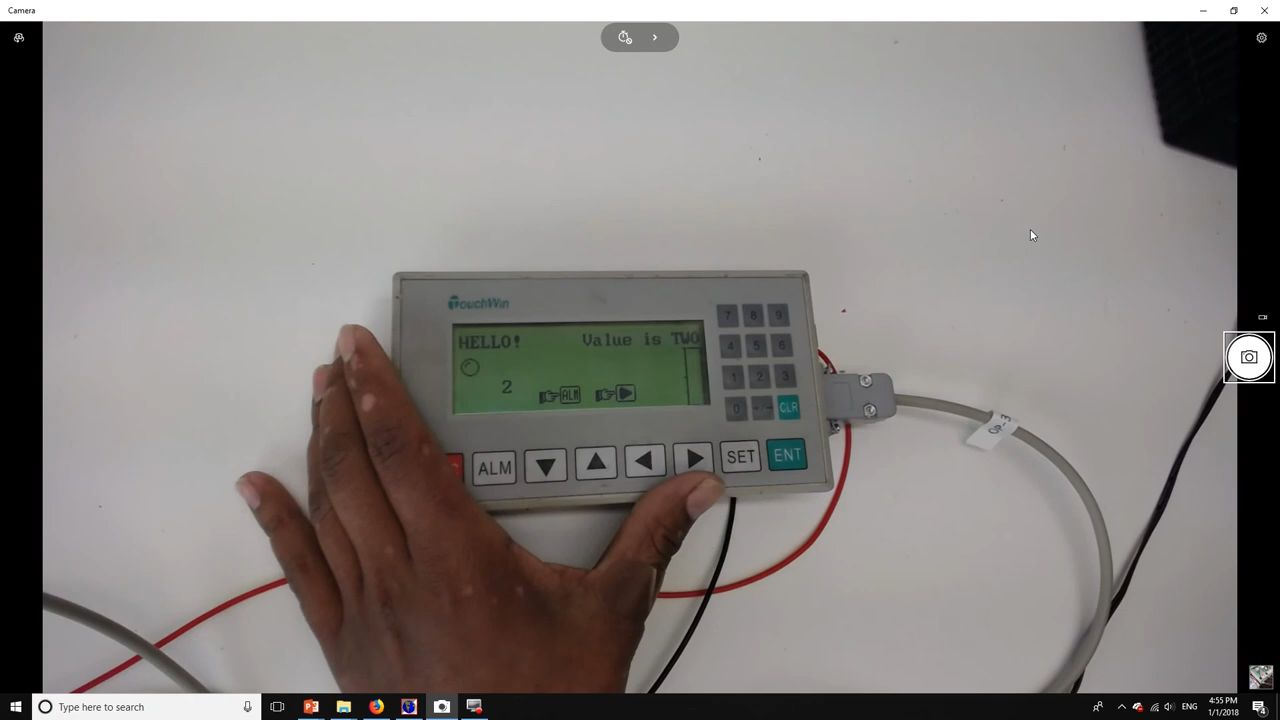 Camera
TouchWin
HELLO! Value is TWO
2
ALM
7 8 9
4 5 6
1 2 3
0 +/- CLR
ALM SET ENT
Type here to search
ENG
4:55 PM
1/1/2018
4